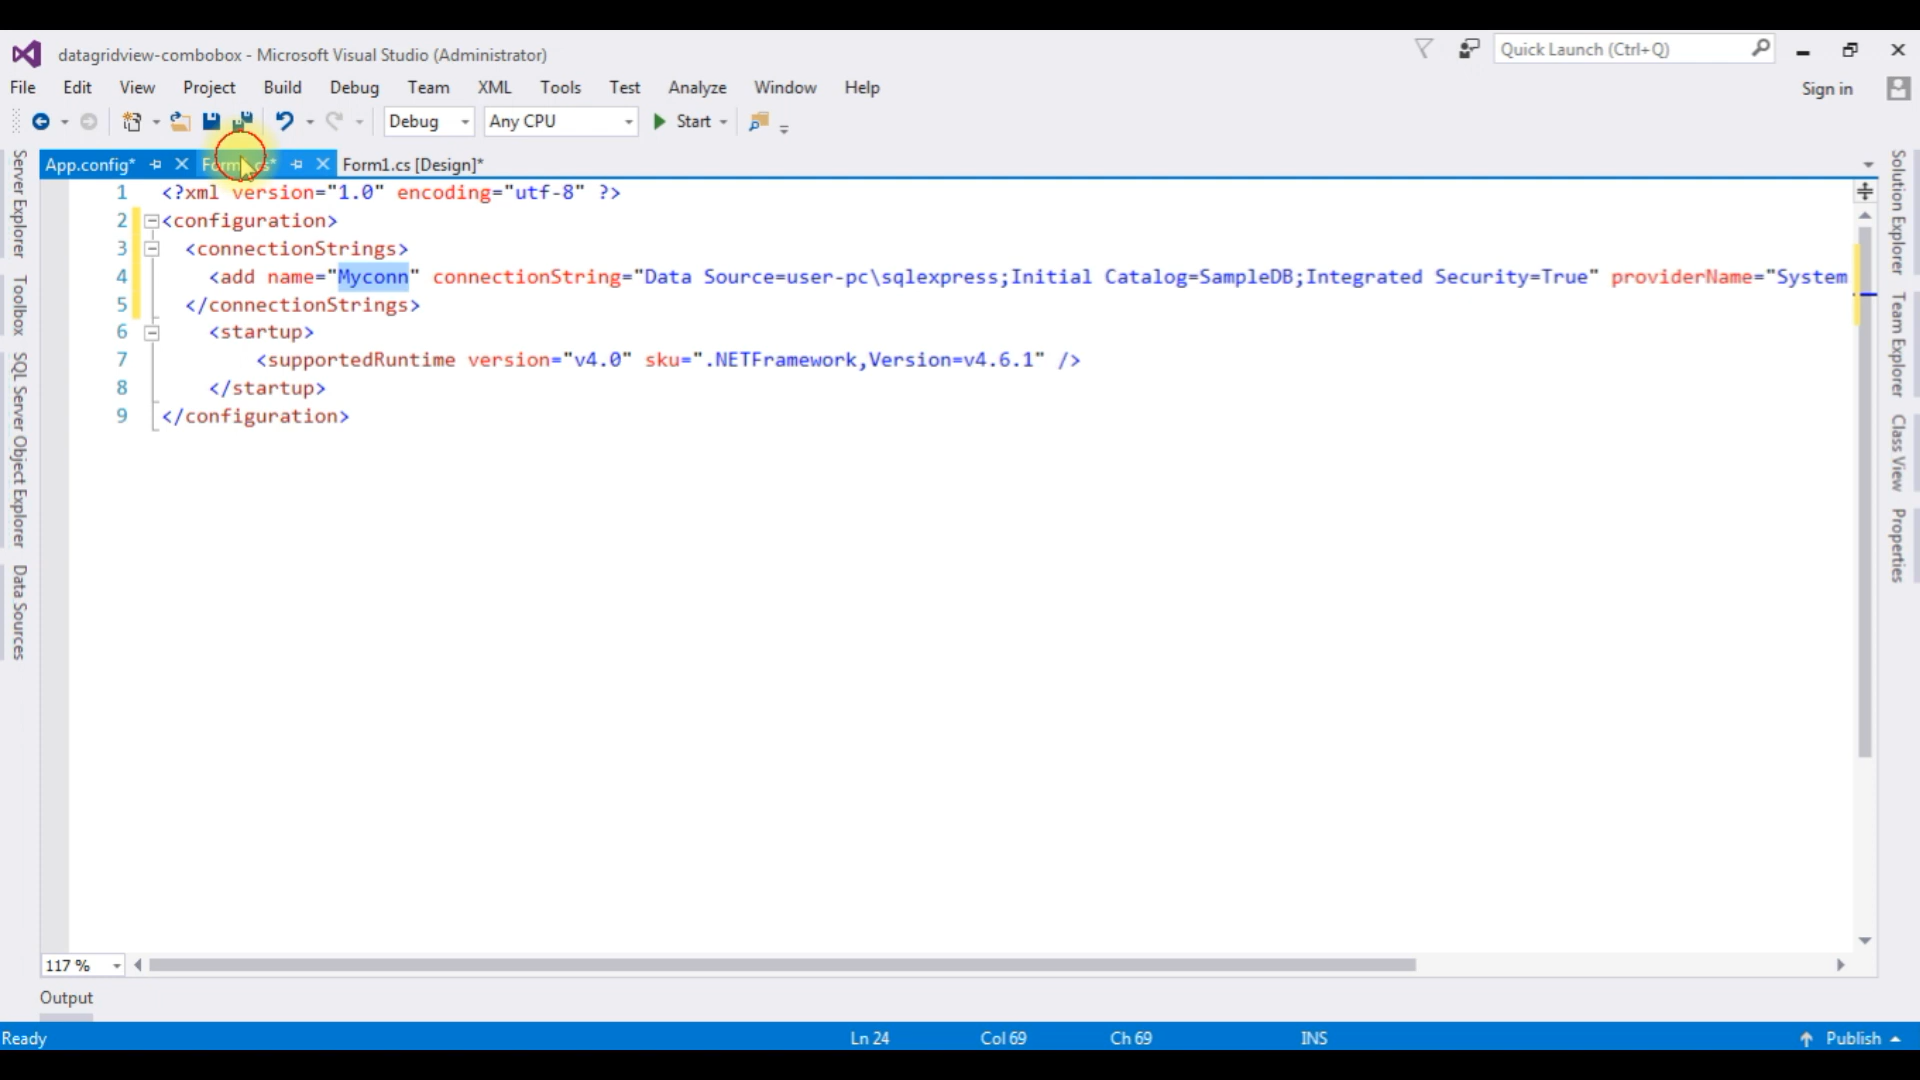 datagridview-combobox - Microsoft Visual Studio (Administrator)
Quick Launch (Ctrl+Q)
File Edit View Project Build Debug Team XML Tools Test Analyze Window Help
Sign in
Debug Any CPU Start
App.config* Form1.cs* Form1.cs [Design]*
1 <?xml version="1.0" encoding="utf-8" ?>
2 <configuration>
3 <connectionStrings>
4 <add name="Myconn" connectionString="Data Source=user-pc\sqlexpress;Initial Catalog=SampleDB;Integrated Security=True" providerName="System
5 </connectionStrings>
6 <startup>
7 <supportedRuntime version="v4.0" sku=".NETFramework,Version=v4.6.1" />
8 </startup>
9 </configuration>
Server Explorer
Toolbox
SQL Server Object Explorer
Data Sources
Solution Explorer
Team Explorer
Class View
Properties
117 %
Output
Ready Ln 24 Col 69 Ch 69 INS Publish